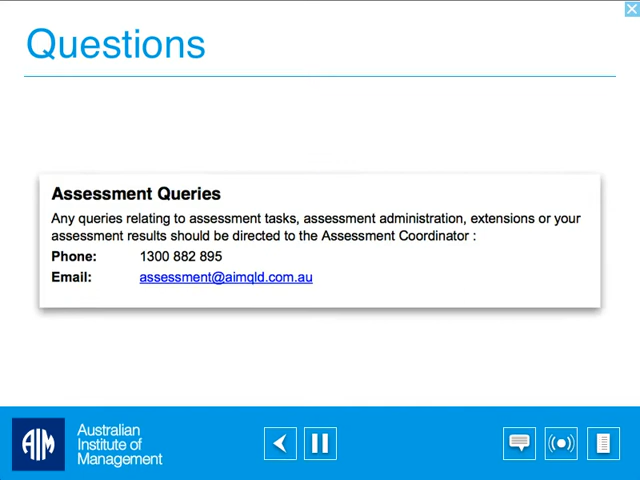 Questions
Assessment Queries
Any queries relating to assessment tasks, assessment administration, extensions or your
assessment results should be directed to the Assessment Coordinator :
Phone: 1300 882 895
Email: assessment@aimqld.com.au
AIM
Australian
Institute of
Management